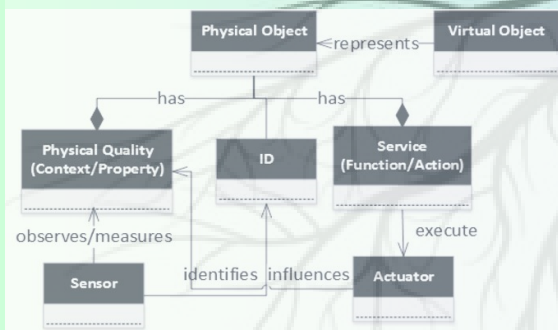 Physical Object
Virtual Object
represents
has
has
Physical Quality
(Context/Property)
ID
Service
(Function/Action)
observes/measures
execute
identifies
influences
Sensor
Actuator